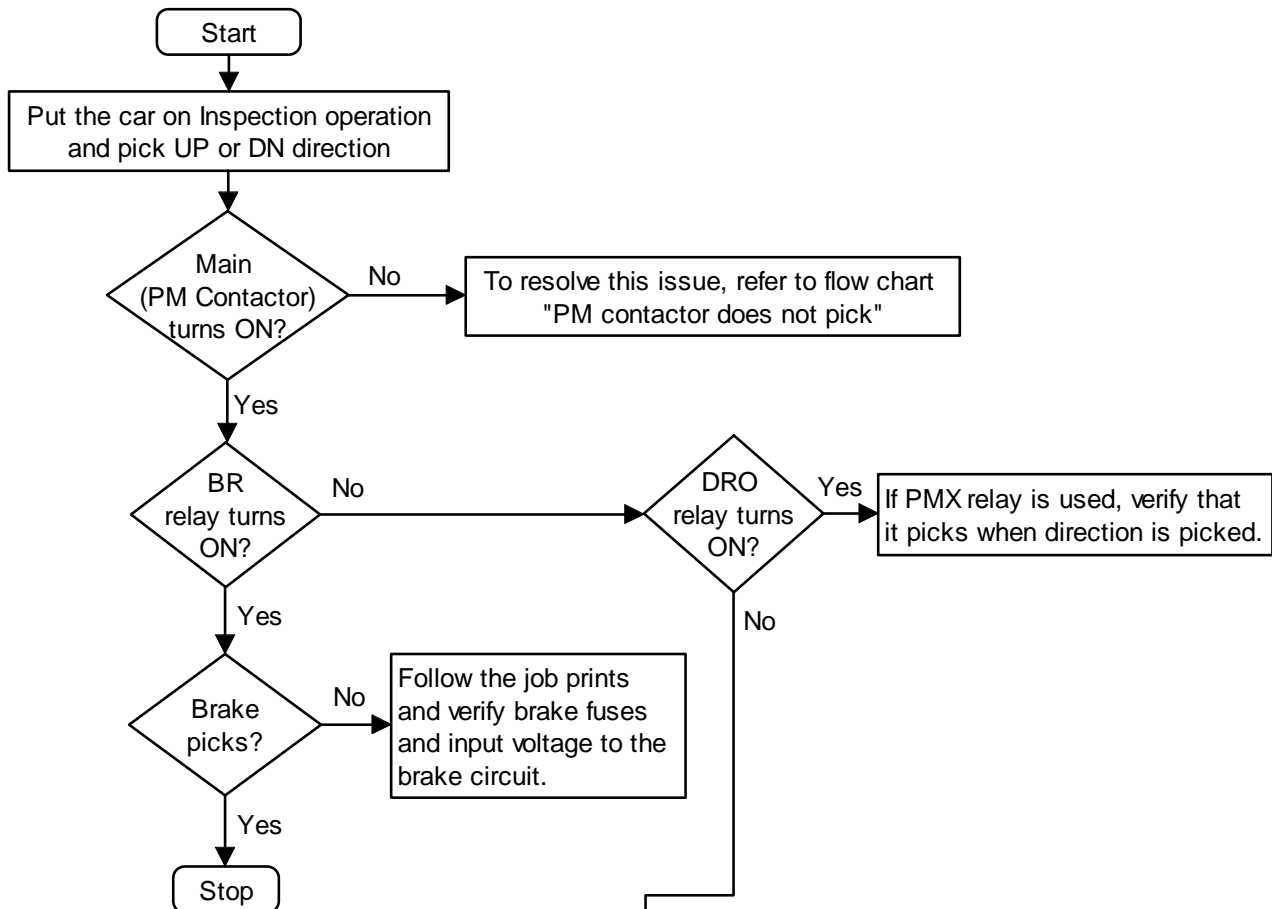 Start
Put the car on Inspection operation
and pick UP or DN direction
Main
(PM Contactor)
turns ON?
No
To resolve this issue, refer to flow chart
"PM contactor does not pick"
Yes
BR
relay turns
ON?
No
DRO
relay turns
ON?
Yes
If PMX relay is used, verify that
it picks when direction is picked.
No
Yes
Brake
picks?
No
Follow the job prints
and verify brake fuses
and input voltage to the
brake circuit.
Yes
Stop